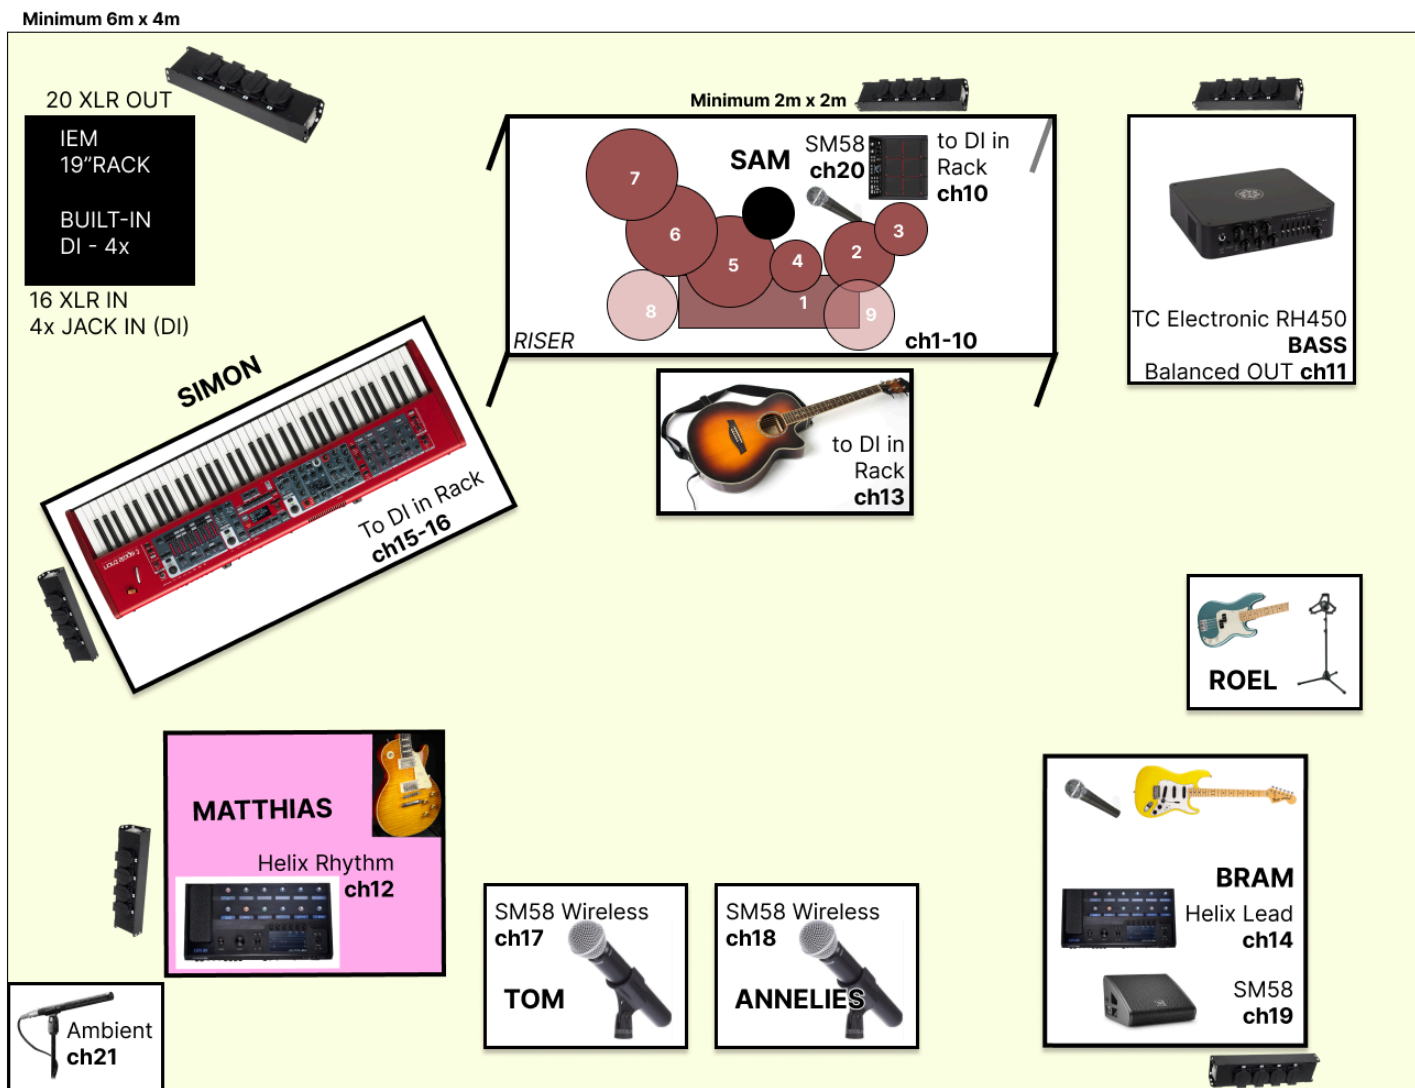 Minimum 6m x 4m
20 XLR OUT
IEM
19”RACK
BUILT-IN
DI - 4x
16 XLR IN
4x JACK IN (DI)
Minimum 2m x 2m
SAM
SM58
ch20
to DI in
Rack
ch10
7
6
5
4
3
2
1
8
9
RISER
ch1-10
TC Electronic RH450
BASS
Balanced OUT ch11
SIMON
To DI in Rack
ch15-16
to DI in
Rack
ch13
ROEL
MATTHIAS
Helix Rhythm
ch12
SM58 Wireless
ch17
TOM
SM58 Wireless
ch18
ANNELIES
BRAM
Helix Lead
ch14
SM58
ch19
Ambient
ch21